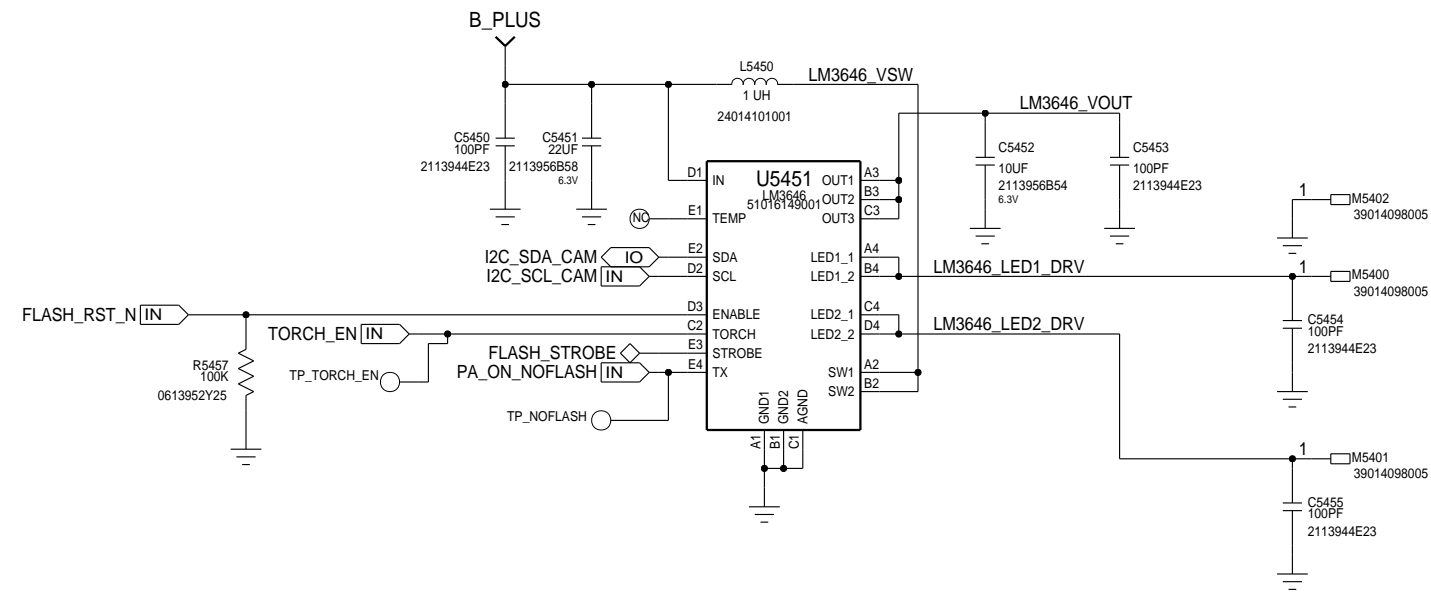 B_PLUS
L5450
LM3646_VSW
1 UH
24014101001
LM3646_VOUT
C5450
100PF
2113944E23
C5451
22UF
2113956B58
6.3V
C5452
10UF
2113956B54
6.3V
C5453
100PF
2113944E23
U5451
LM3646
51016149001
D1
IN
E1
TEMP
NC
E2
SDA
D2
SCL
D3
ENABLE
C2
TORCH
E3
STROBE
E4
TX
OUT1
A3
OUT2
B3
OUT3
C3
LED1_1
A4
LED1_2
B4
LED2_1
C4
LED2_2
D4
SW1
A2
SW2
B2
GND1
GND2
AGND
A1
B1
C1
I2C_SDA_CAM
IO
I2C_SCL_CAM
IN
FLASH_RST_N
IN
TORCH_EN
IN
FLASH_STROBE
PA_ON_NOFLASH
IN
R5457
100K
0613952Y25
TP_TORCH_EN
TP_NOFLASH
LM3646_LED1_DRV
LM3646_LED2_DRV
1
M5402
39014098005
1
M5400
39014098005
C5454
100PF
2113944E23
1
M5401
39014098005
C5455
100PF
2113944E23